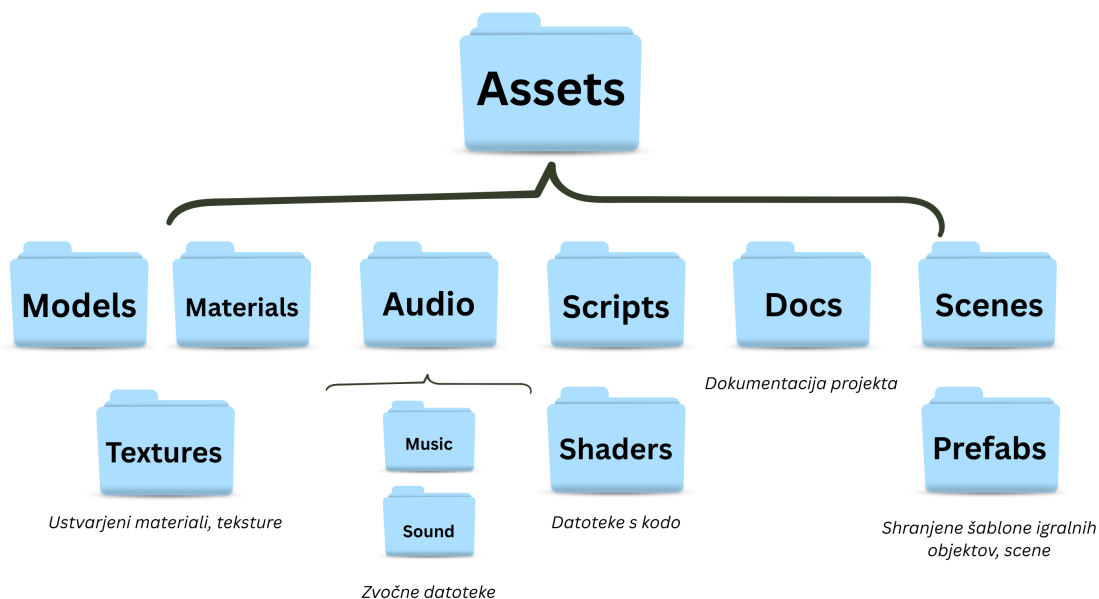 Assets
Models
Materials
Audio
Scripts
Docs
Scenes
Dokumentacija projekta
Textures
Music
Shaders
Prefabs
Ustvarjeni materiali, teksture
Sound
Datoteke s kodo
Shranjene šablone igralnih
objektov, scene
Zvočne datoteke